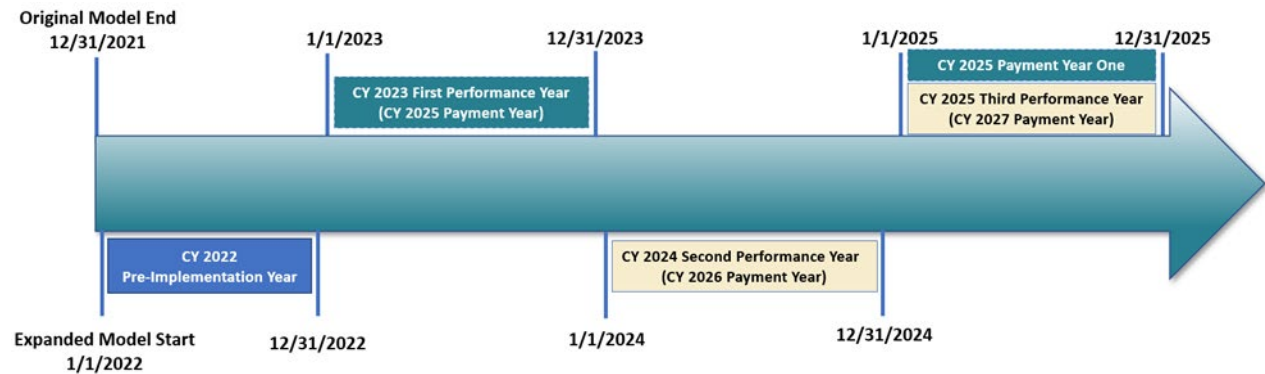 Original Model End
12/31/2021
1/1/2023
12/31/2023
1/1/2025
12/31/2025
CY 2023 First Performance Year
(CY 2025 Payment Year)
CY 2025 Payment Year One
CY 2025 Third Performance Year
(CY 2027 Payment Year)
CY 2022
Pre-Implementation Year
CY 2024 Second Performance Year
(CY 2026 Payment Year)
Expanded Model Start
1/1/2022
12/31/2022
1/1/2024
12/31/2024